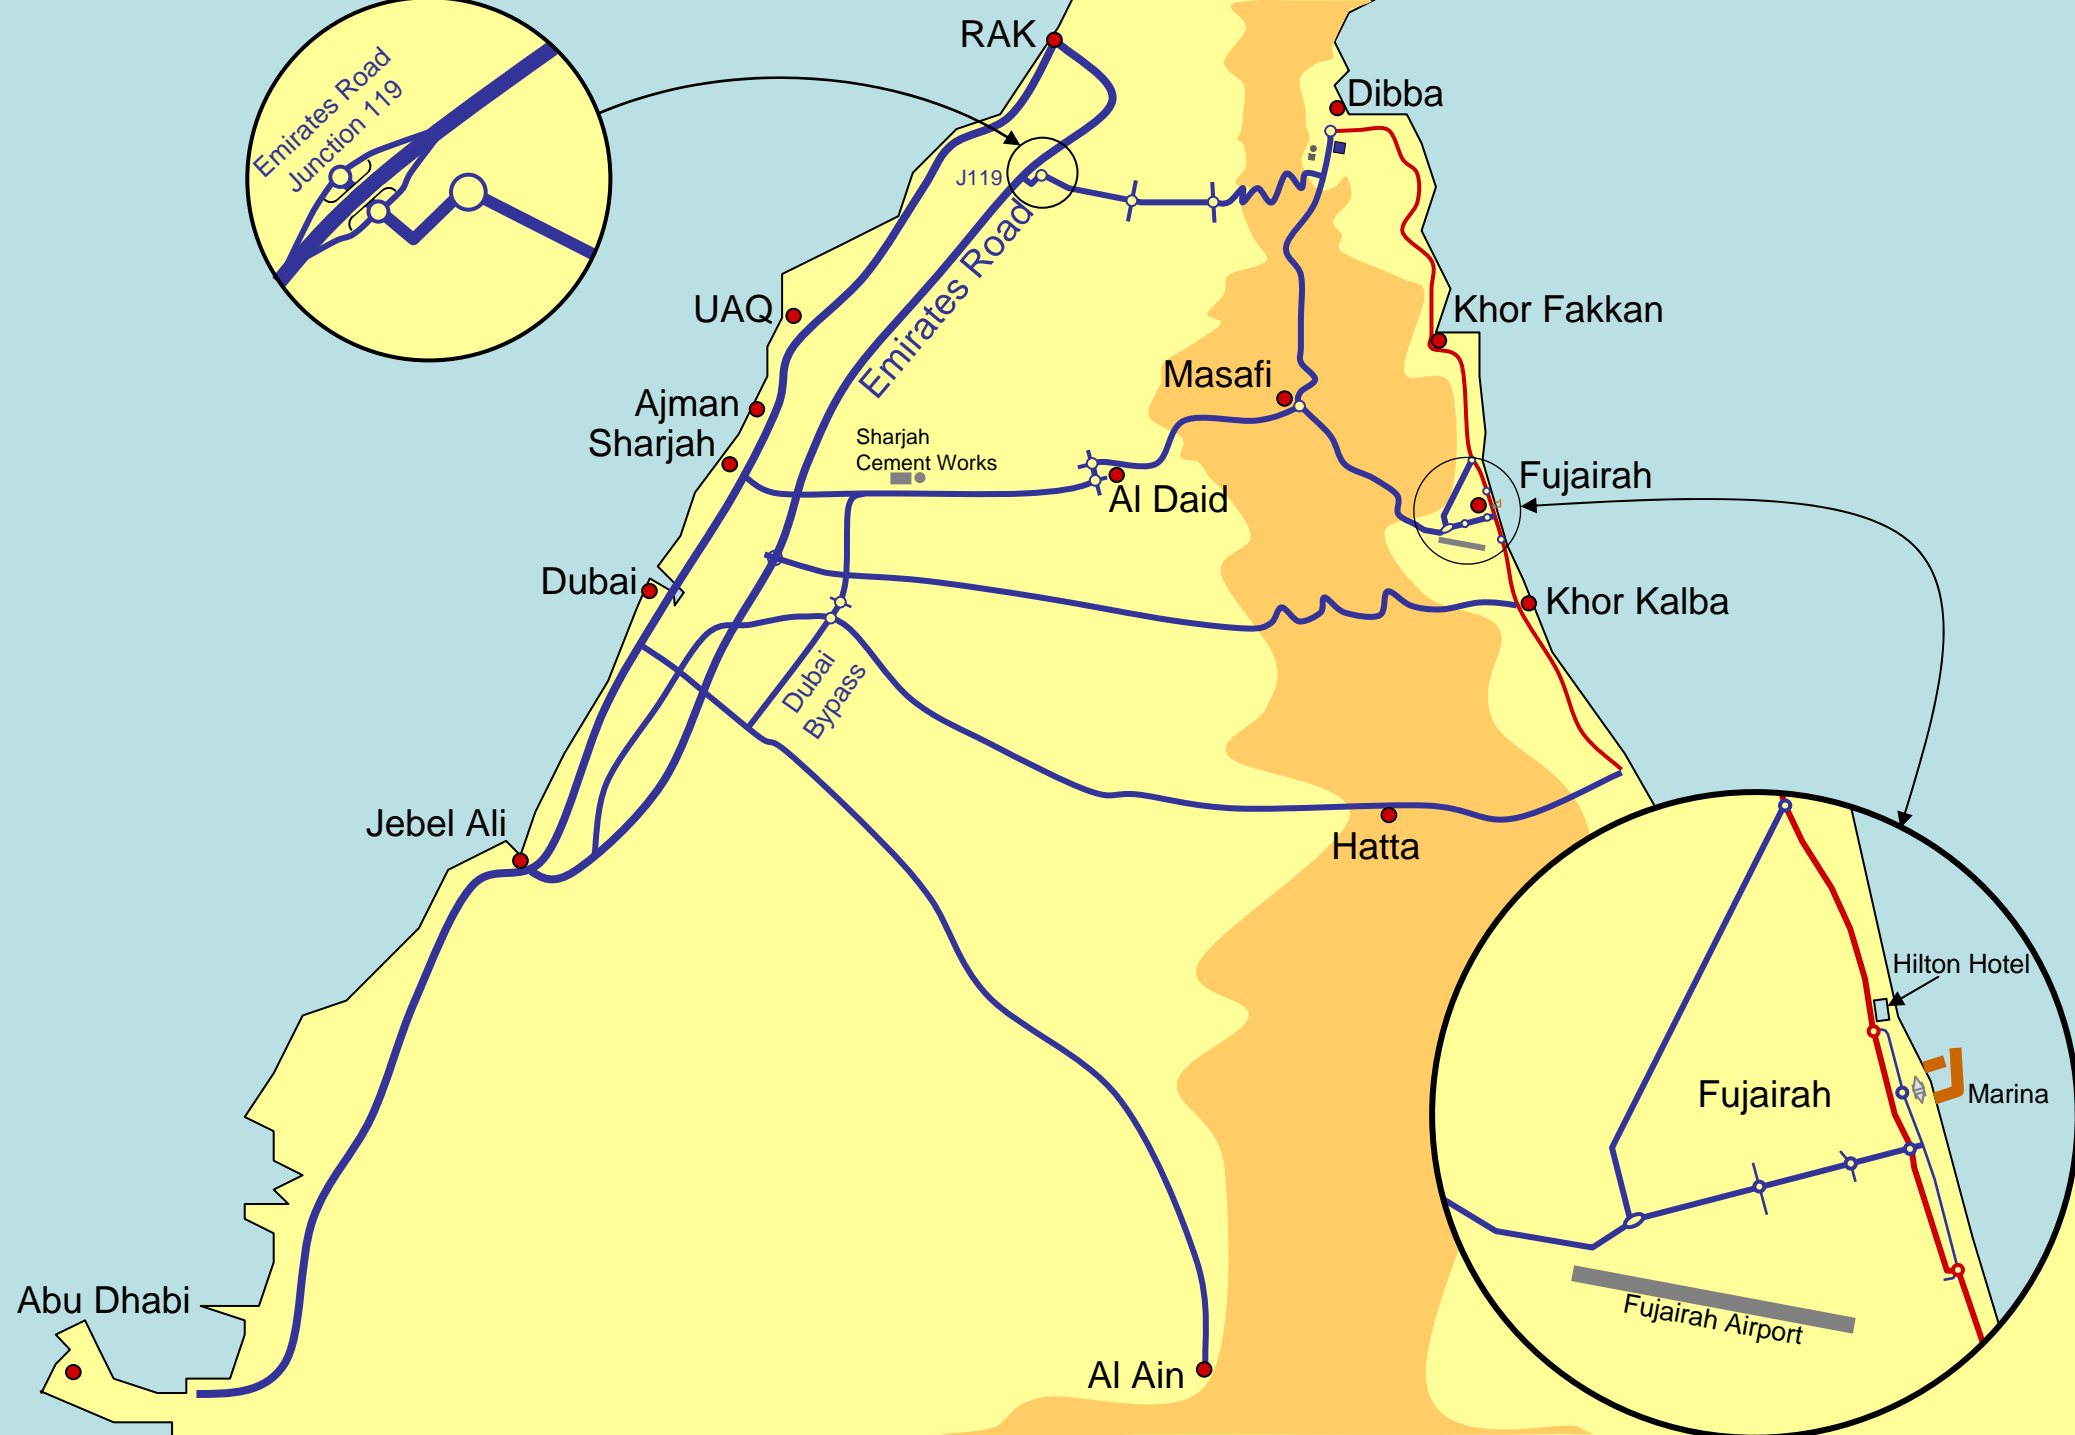 RAK
Emirates Road
Junction 119
Dibba
J119
Emirates Road
UAQ
Khor Fakkan
Masafi
Ajman
Sharjah
Sharjah
Cement Works
Al Daid
Fujairah
Dubai
Khor Kalba
Dubai
Bypass
Jebel Ali
Hatta
Hilton Hotel
Fujairah
Marina
Abu Dhabi
Fujairah Airport
Al Ain